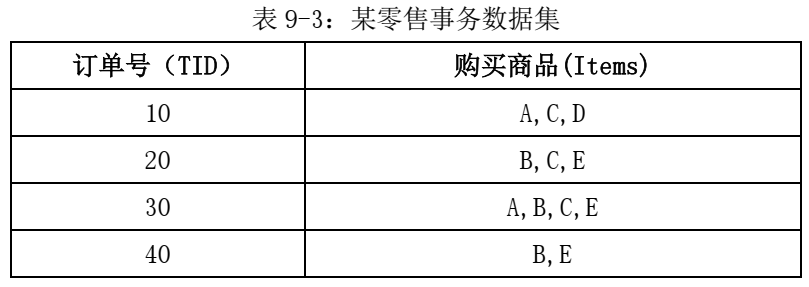 表 9-3：某零售事务数据集
订单号（TID） 购买商品(Items)
10 A,C,D
20 B,C,E
30 A,B,C,E
40 B,E